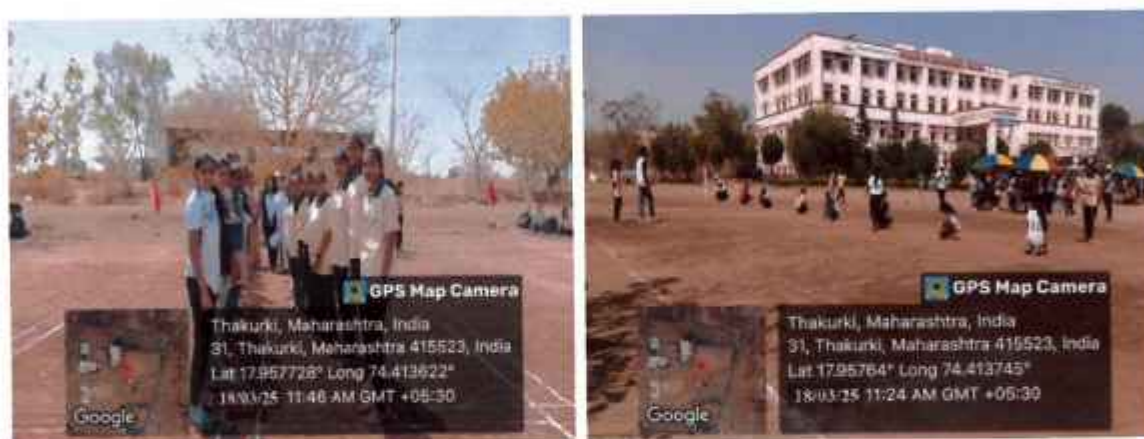 GPS Map Camera
Thakurki, Maharashtra, India
31, Thakurki, Maharashtra 415523, India
Lat 17.957728° Long 74.413622°
18/03/25 11:46 AM GMT +05:30
Google
GPS Map Camera
Thakurki, Maharashtra, India
31, Thakurki, Maharashtra 415523, India
Lat 17.95764° Long 74.413745°
18/03/25 11:24 AM GMT +05:30
Google